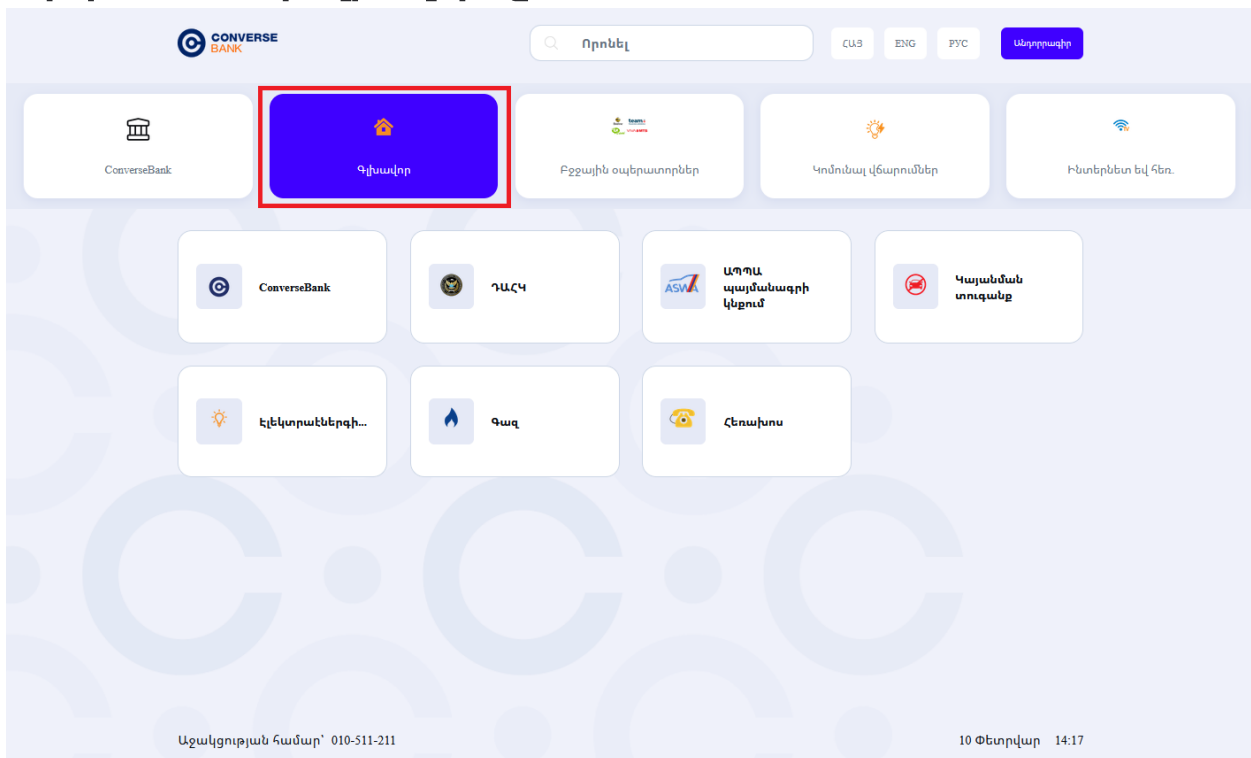 CONVERSE
BANK
Որոնել
ՀԱՅ
ENG
РУС
Անդորրագիր
ConverseBank
Գլխավոր
Բջջային օպերատորներ
Կոմունալ վճարումներ
Ինտերնետ եվ հեռ.
ConverseBank
ԴԱՀԿ
ASWA
ԱՊՊԱ
պայմանագրի
կնքում
Կայանման
տուգանք
Էլեկտրաէներգի...
Գազ
Հեռախոս
Աջակցության համար` 010-511-211
10 Փետրվար 14:17